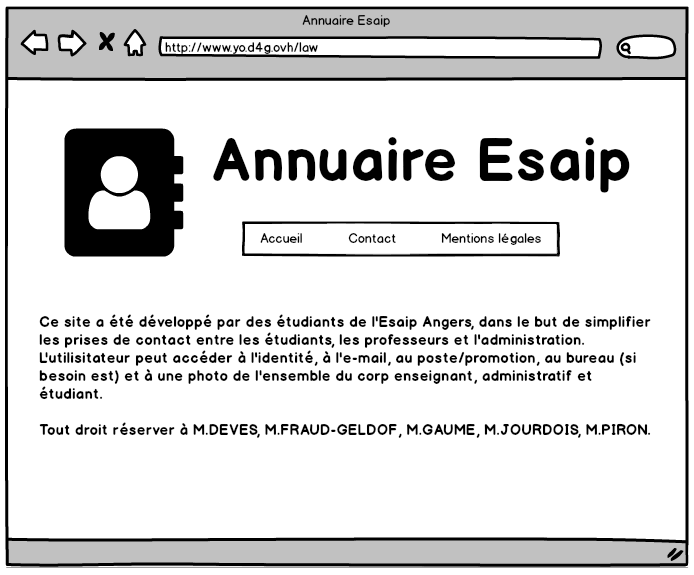 Annuaire Esaip
http://www.yo.d4g.ovh/law
Annuaire Esaip
Accueil Contact Mentions légales
Ce site a été développé par des étudiants de l'Esaip Angers, dans le but de simplifier
les prises de contact entre les étudiants, les professeurs et l'administration.
L'utilisitateur peut accéder à l'identité, à l'e-mail, au poste/promotion, au bureau (si
besoin est) et à une photo de l'ensemble du corp enseignant, administratif et
étudiant.
Tout droit réserver à M.DEVES, M.FRAUD-GELDOF, M.GAUME, M.JOURDOIS, M.PIRON.